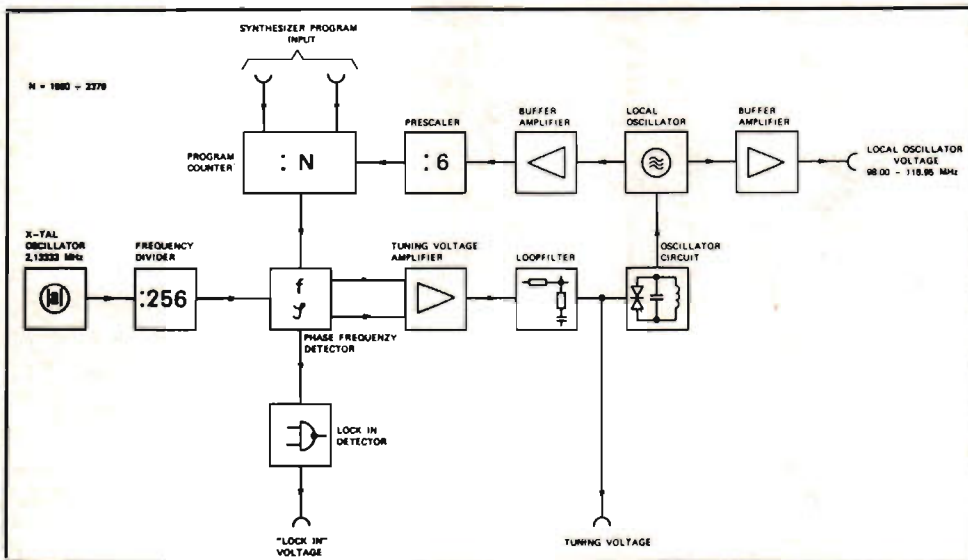 SYNTHESIZER PROGRAM
INPUT
N = 1960 ÷ 2379
PROGRAM
COUNTER
: N
PRESCALER
:6
BUFFER
AMPLIFIER
LOCAL
OSCILLATOR
BUFFER
AMPLIFIER
LOCAL OSCILLATOR
VOLTAGE
98.00 - 118.95 MHz
X-TAL
OSCILLATOR
2,13333 MHz
FREQUENCY
DIVIDER
:256
f
φ
PHASE FREQUENZY
DETECTOR
TUNING VOLTAGE
AMPLIFIER
LOOPFILTER
OSCILLATOR
CIRCUIT
LOCK IN
DETECTOR
"LOCK IN"
VOLTAGE
TUNING VOLTAGE